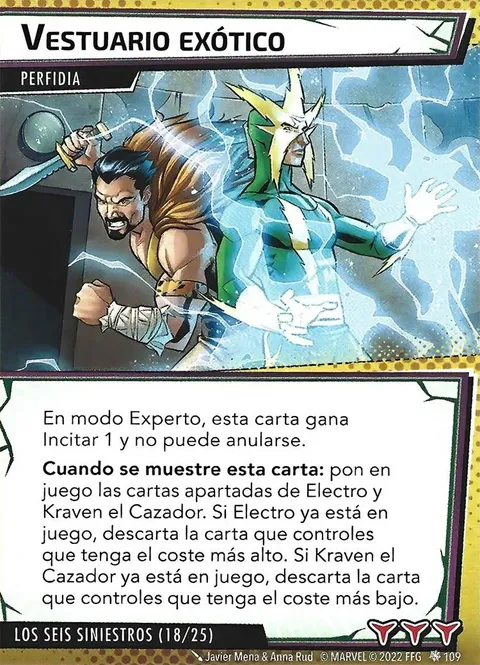 Vestuario exótico
PERFIDIA
En modo Experto, esta carta gana
Incitar 1 y no puede anularse.
Cuando se muestre esta carta: pon en
juego las cartas apartadas de Electro y
Kraven el Cazador. Si Electro ya está en
juego, descarta la carta que controles
que tenga el coste más alto. Si Kraven el
Cazador ya está en juego, descarta la carta
que controles que tenga el coste más bajo.
LOS SEIS SINIESTROS (18/25)
Javier Mena & Anna Rud © MARVEL © 2022 FFG 109